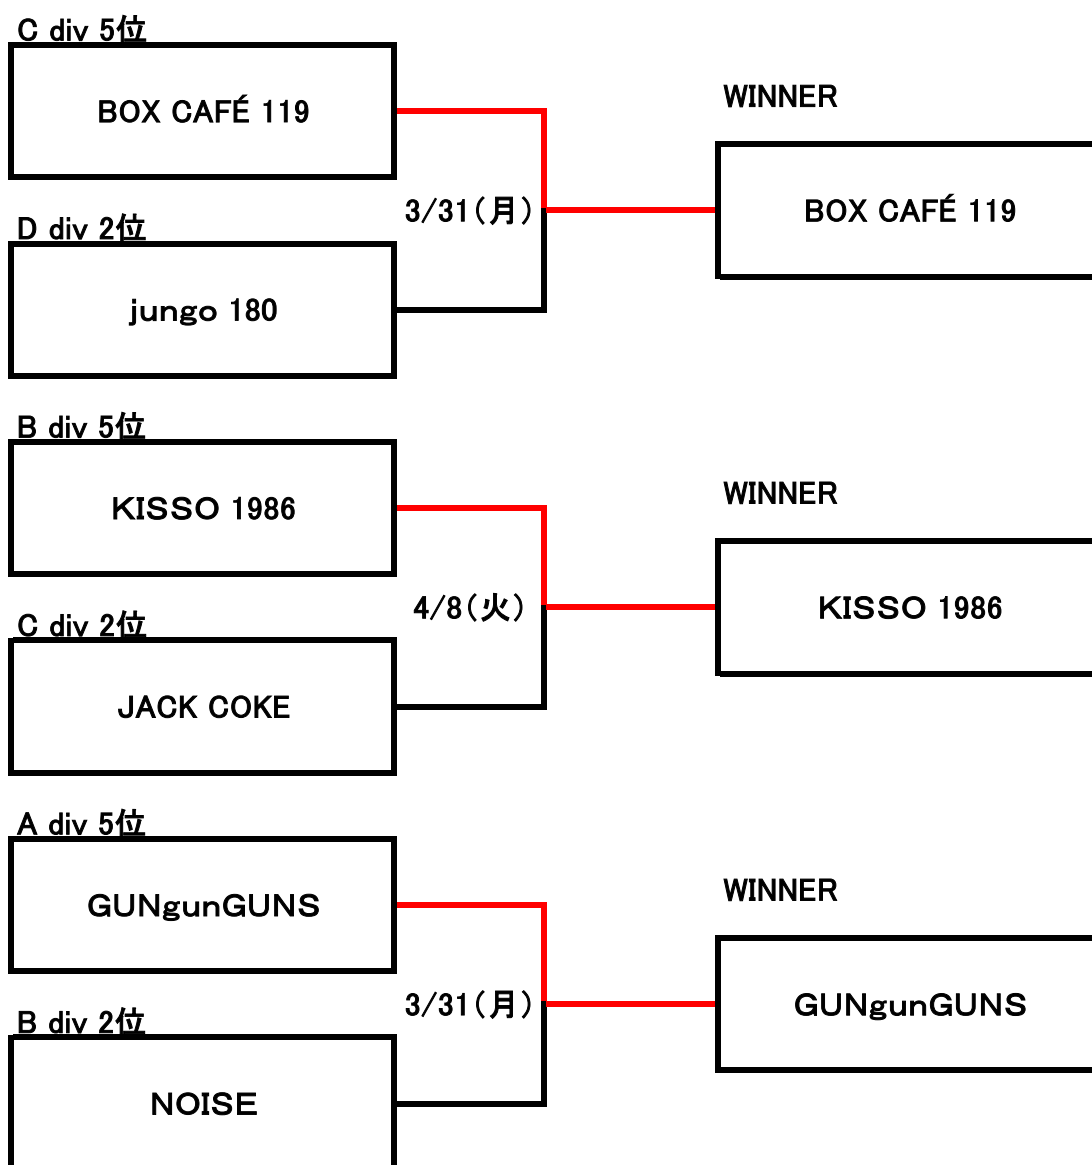 C div 5位
BOX CAFÉ 119
WINNER
3/31(月)
BOX CAFÉ 119
D div 2位
jungo 180
B div 5位
KISSO 1986
WINNER
4/8(火)
KISSO 1986
C div 2位
JACK COKE
A div 5位
GUNgunGUNS
WINNER
3/31(月)
GUNgunGUNS
B div 2位
NOISE